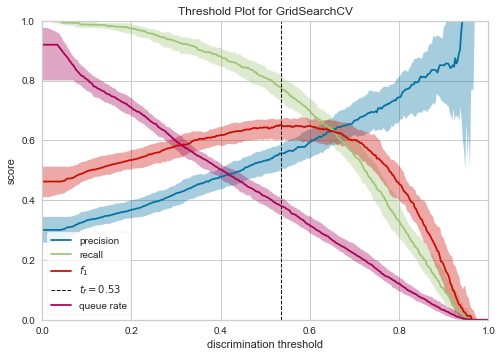 Threshold Plot for GridSearchCV
1.0
0.8
0.6
0.4
0.2
0.0
score
precision
recall
f1
tr = 0.53
queue rate
0.0 0.2 0.4 0.6 0.8 1.0
discrimination threshold